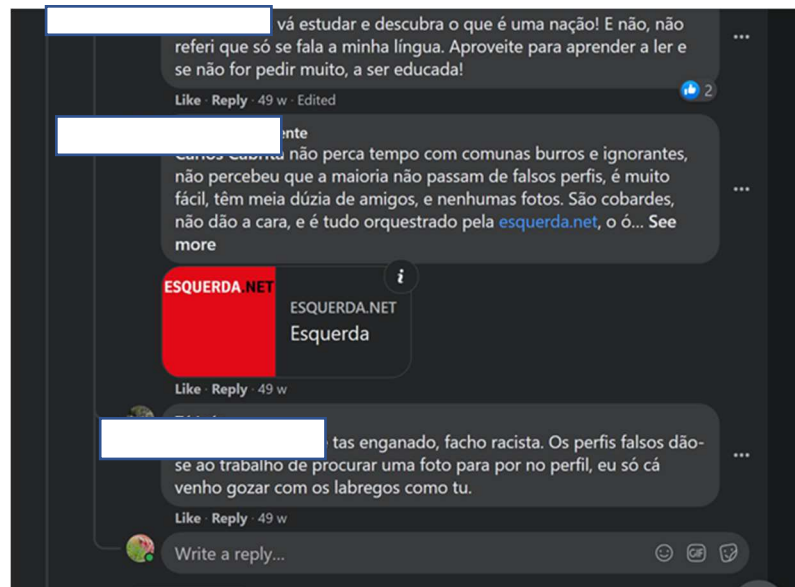 vá estudar e descubra o que é uma nação! E não, não
referi que só se fala a minha língua. Aproveite para aprender a ler e
se não for pedir muito, a ser educada!
2
Like · Reply · 49 w · Edited
ente
não perca tempo com comunas burros e ignorantes,
não percebeu que a maioria não passam de falsos perfis, é muito
fácil, têm meia dúzia de amigos, e nenhumas fotos. São cobardes,
não dão a cara, e é tudo orquestrado pela esquerda.net, o ó... See
more
ESQUERDA.NET
ESQUERDA.NET
Esquerda
Like · Reply · 49 w
tas enganado, facho racista. Os perfis falsos dão-
se ao trabalho de procurar uma foto para por no perfil, eu só cá
venho gozar com os labregos como tu.
Like · Reply · 49 w
Write a reply...
GIF